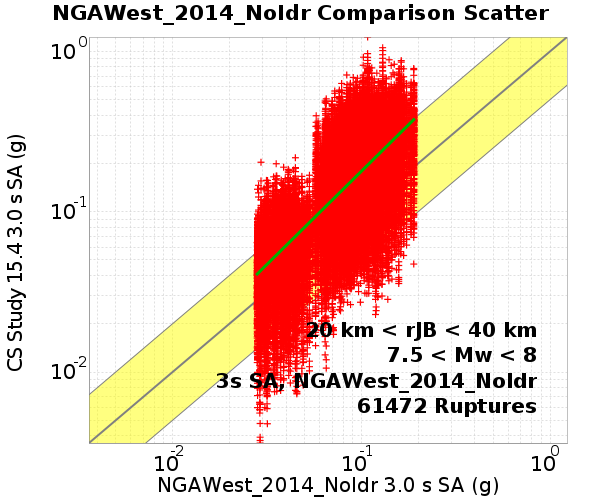 NGAWest_2014_NoIdr Comparison Scatter
10^0
10^-1
10^-2
CS Study 15.4 3.0 s SA (g)
20 km < rJB < 40 km
7.5 < Mw < 8
3s SA, NGAWest_2014_NoIdr
61472 Ruptures
10^-2
10^-1
10^0
NGAWest_2014_NoIdr 3.0 s SA (g)